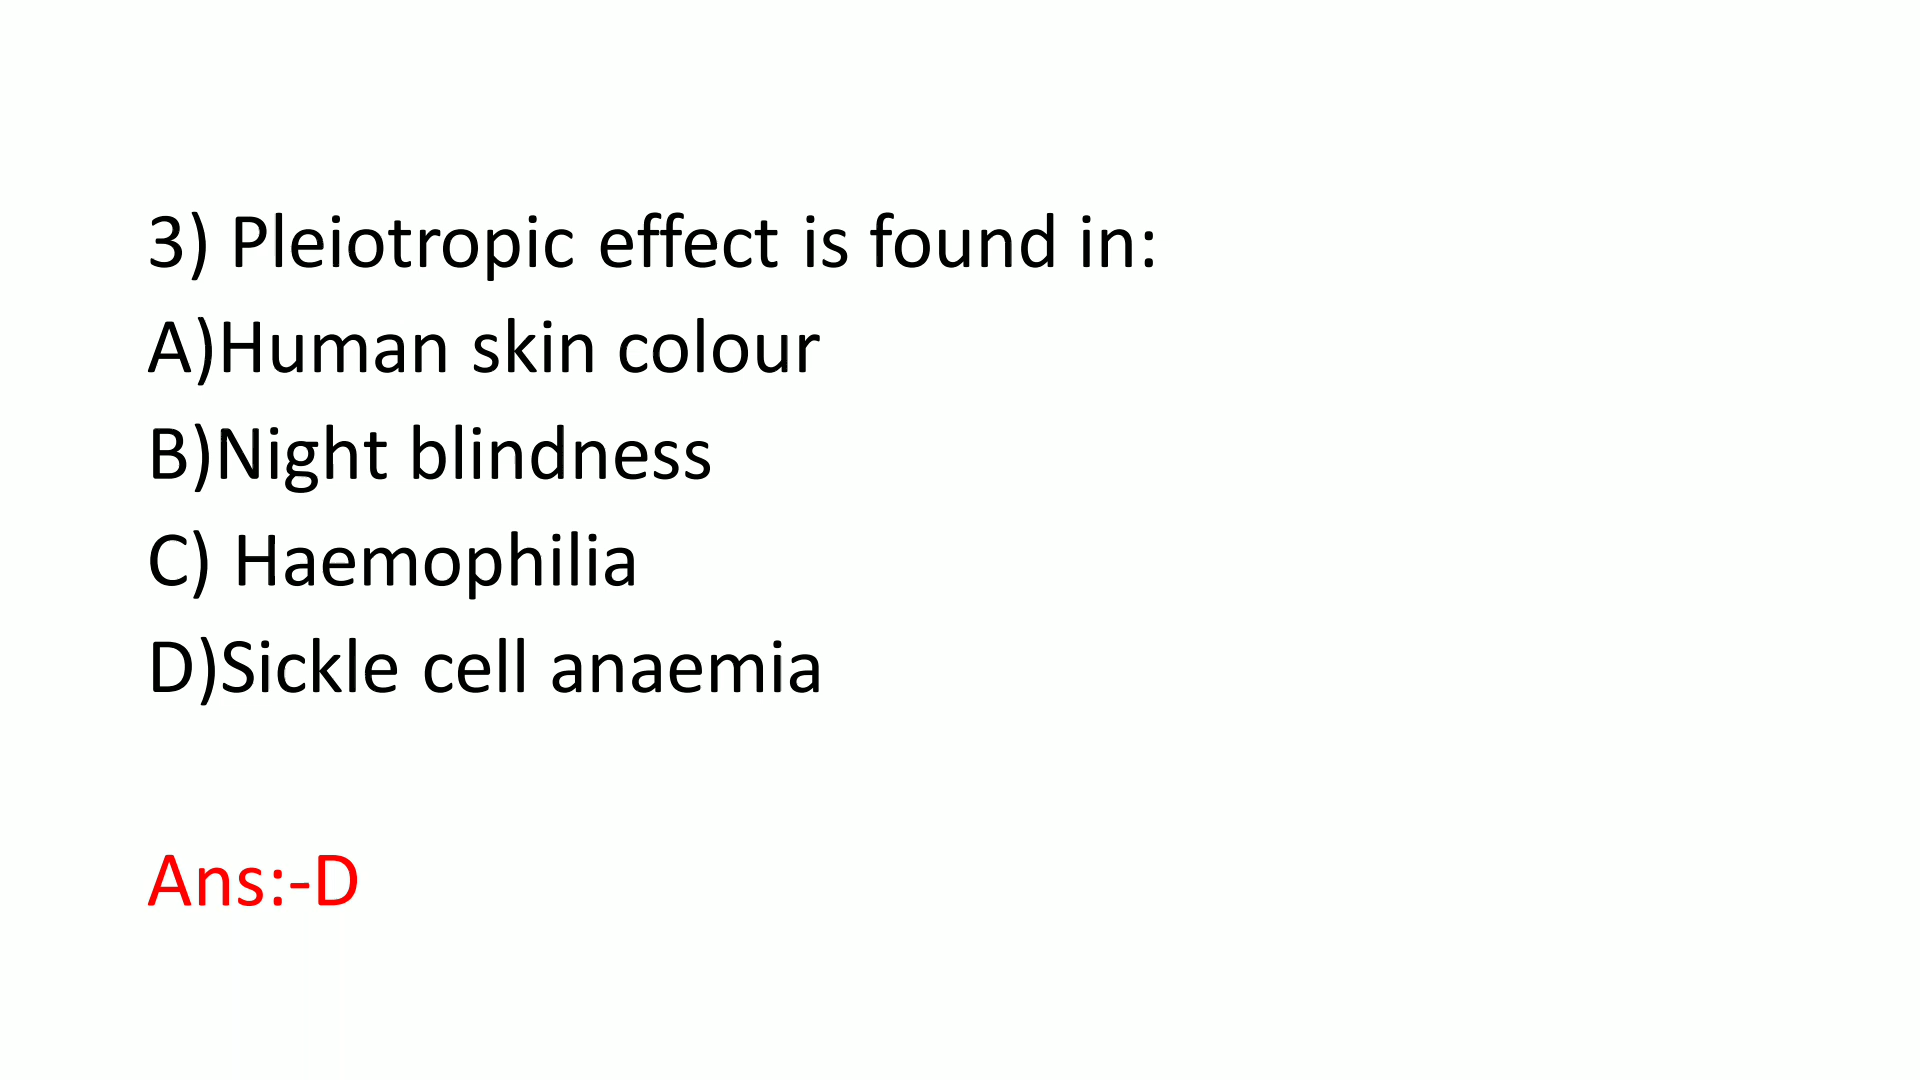 3) Pleiotropic effect is found in:
A)Human skin colour
B)Night blindness
C) Haemophilia
D)Sickle cell anaemia
Ans:-D